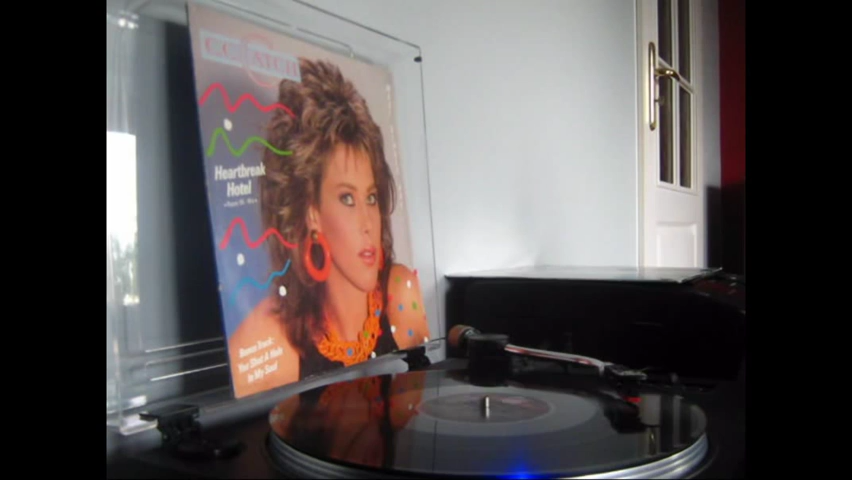 C.C. CATCH
Heartbreak
Hotel
Bonus Track:
You Shot A Hole
In My Soul